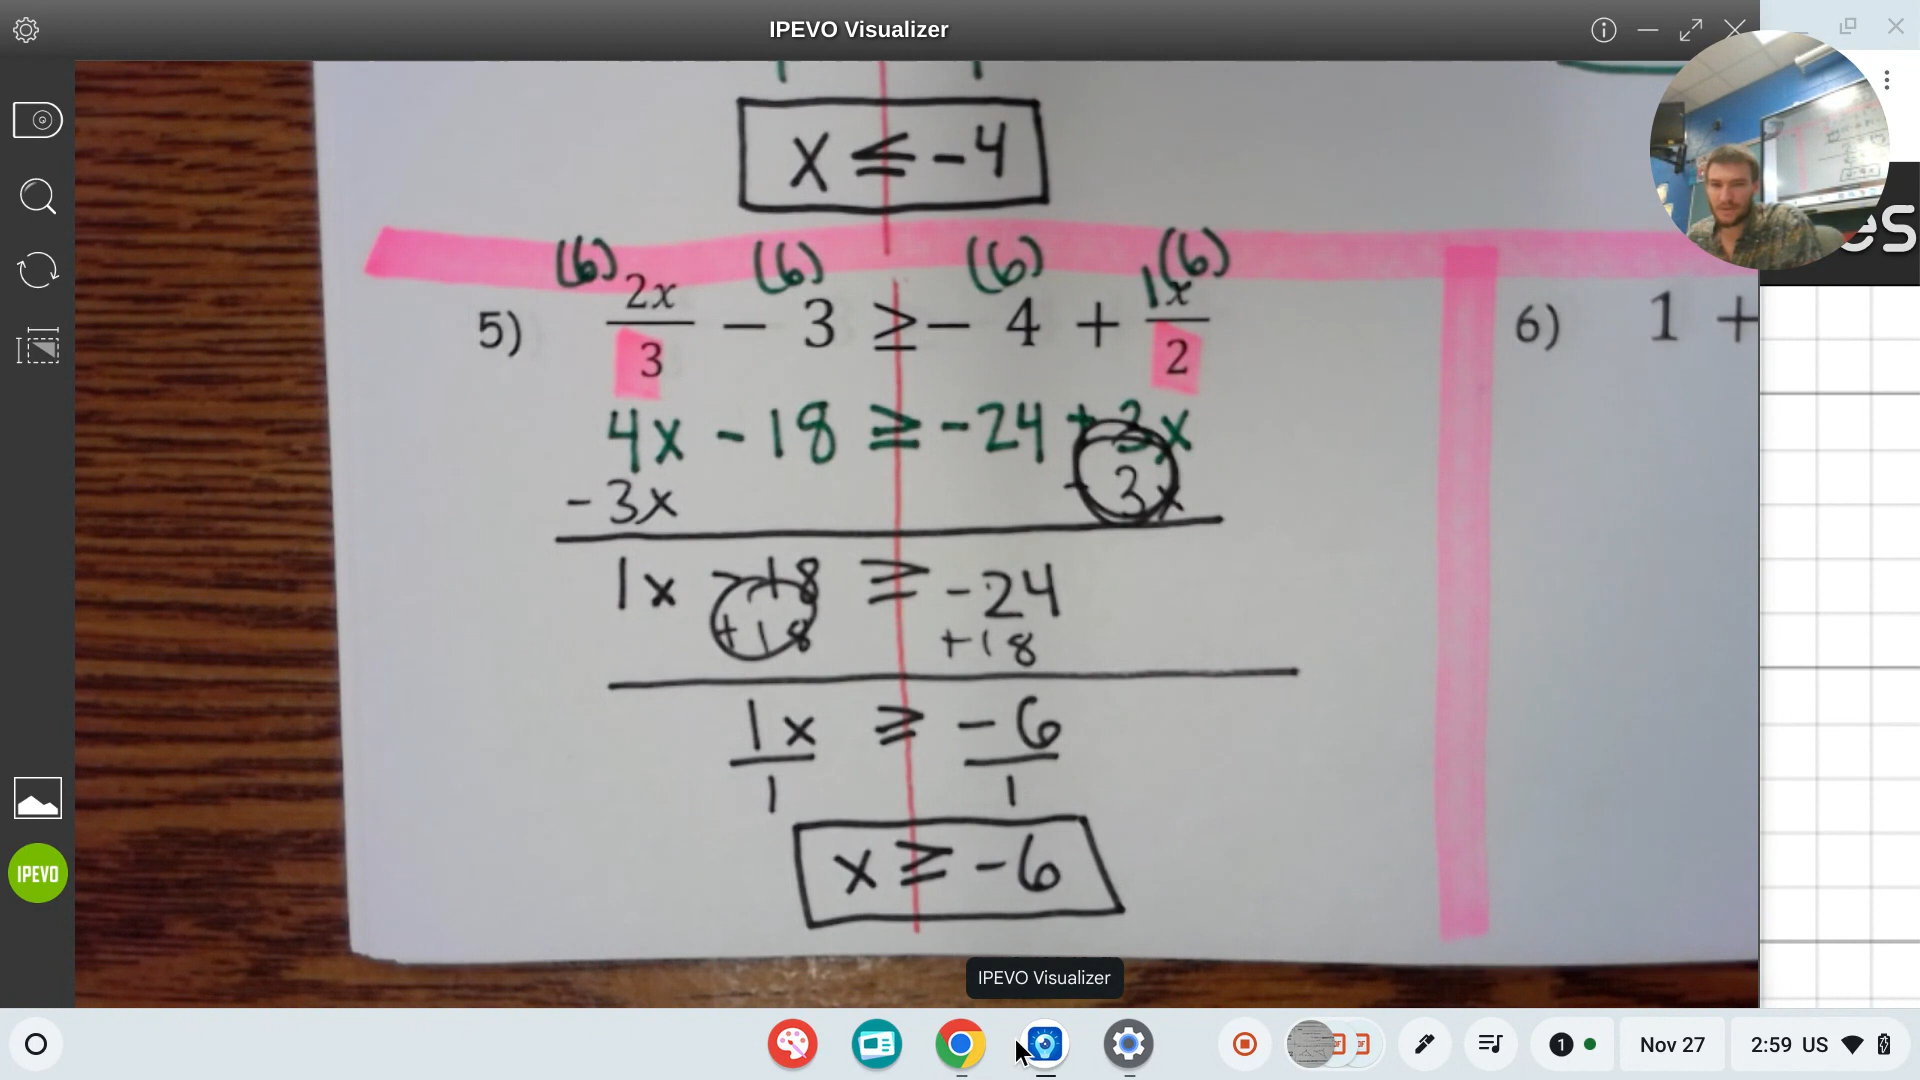 IPEVO Visualizer
x ≤ -4
(6) (6) (6) (6)
5) 2x/3 − 3 ≥ − 4 + 1x/2
4x - 18 ≥ -24 + 3x
- 3x - 3x
1x - 18 ≥ -24
+18 +18
1x ≥ -6
1 1
x ≥ -6
6) 1 +
es
IPEVO
IPEVO Visualizer
1
Nov 27
2:59 US